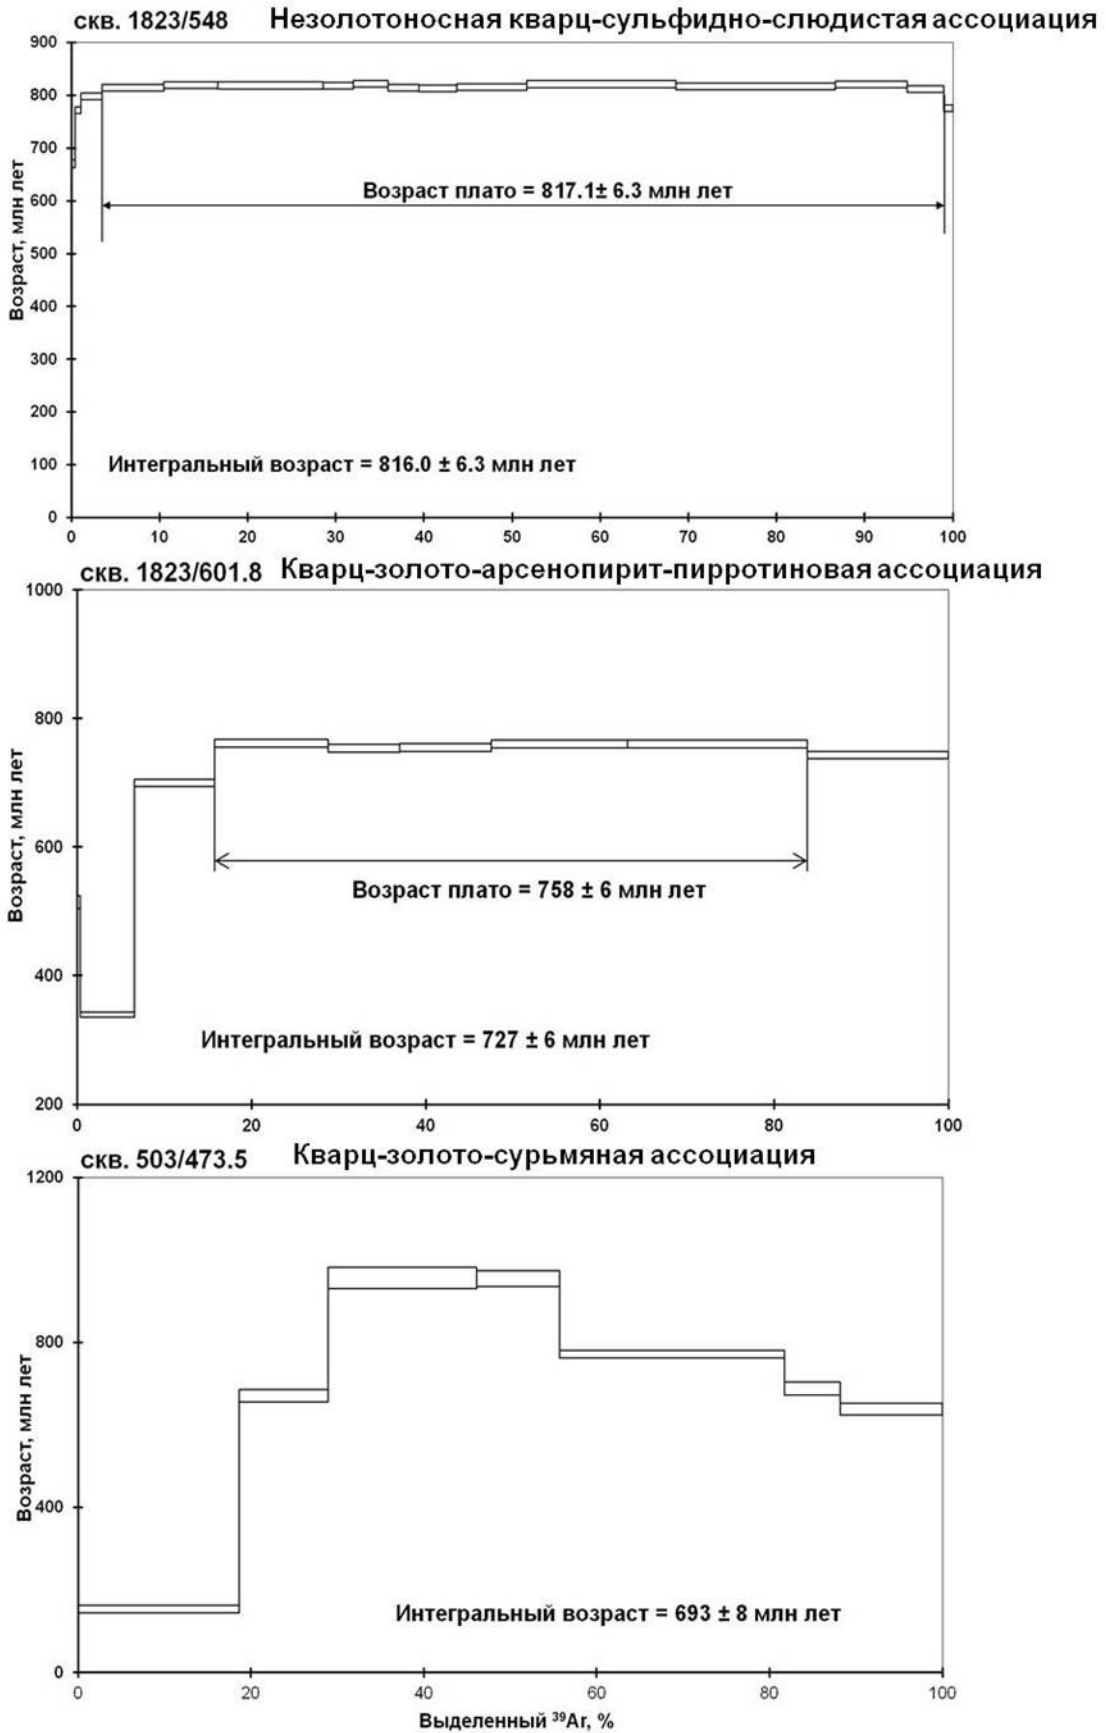 скв. 1823/548 Незолотоносная кварц-сульфидно-слюдистая ассоциация
900
800
700
600
500
400
300
200
100
0
Возраст, млн лет
Возраст плато = 817.1± 6.3 млн лет
Интегральный возраст = 816.0 ± 6.3 млн лет
0 10 20 30 40 50 60 70 80 90 100
скв. 1823/601.8 Кварц-золото-арсенопирит-пирротиновая ассоциация
1000
800
600
400
200
Возраст, млн лет
Возраст плато = 758 ± 6 млн лет
Интегральный возраст = 727 ± 6 млн лет
0 20 40 60 80 100
скв. 503/473.5 Кварц-золото-сурьмяная ассоциация
1200
800
400
0
Возраст, млн лет
Интегральный возраст = 693 ± 8 млн лет
0 20 40 60 80 100
Выделенный ³⁹Ar, %